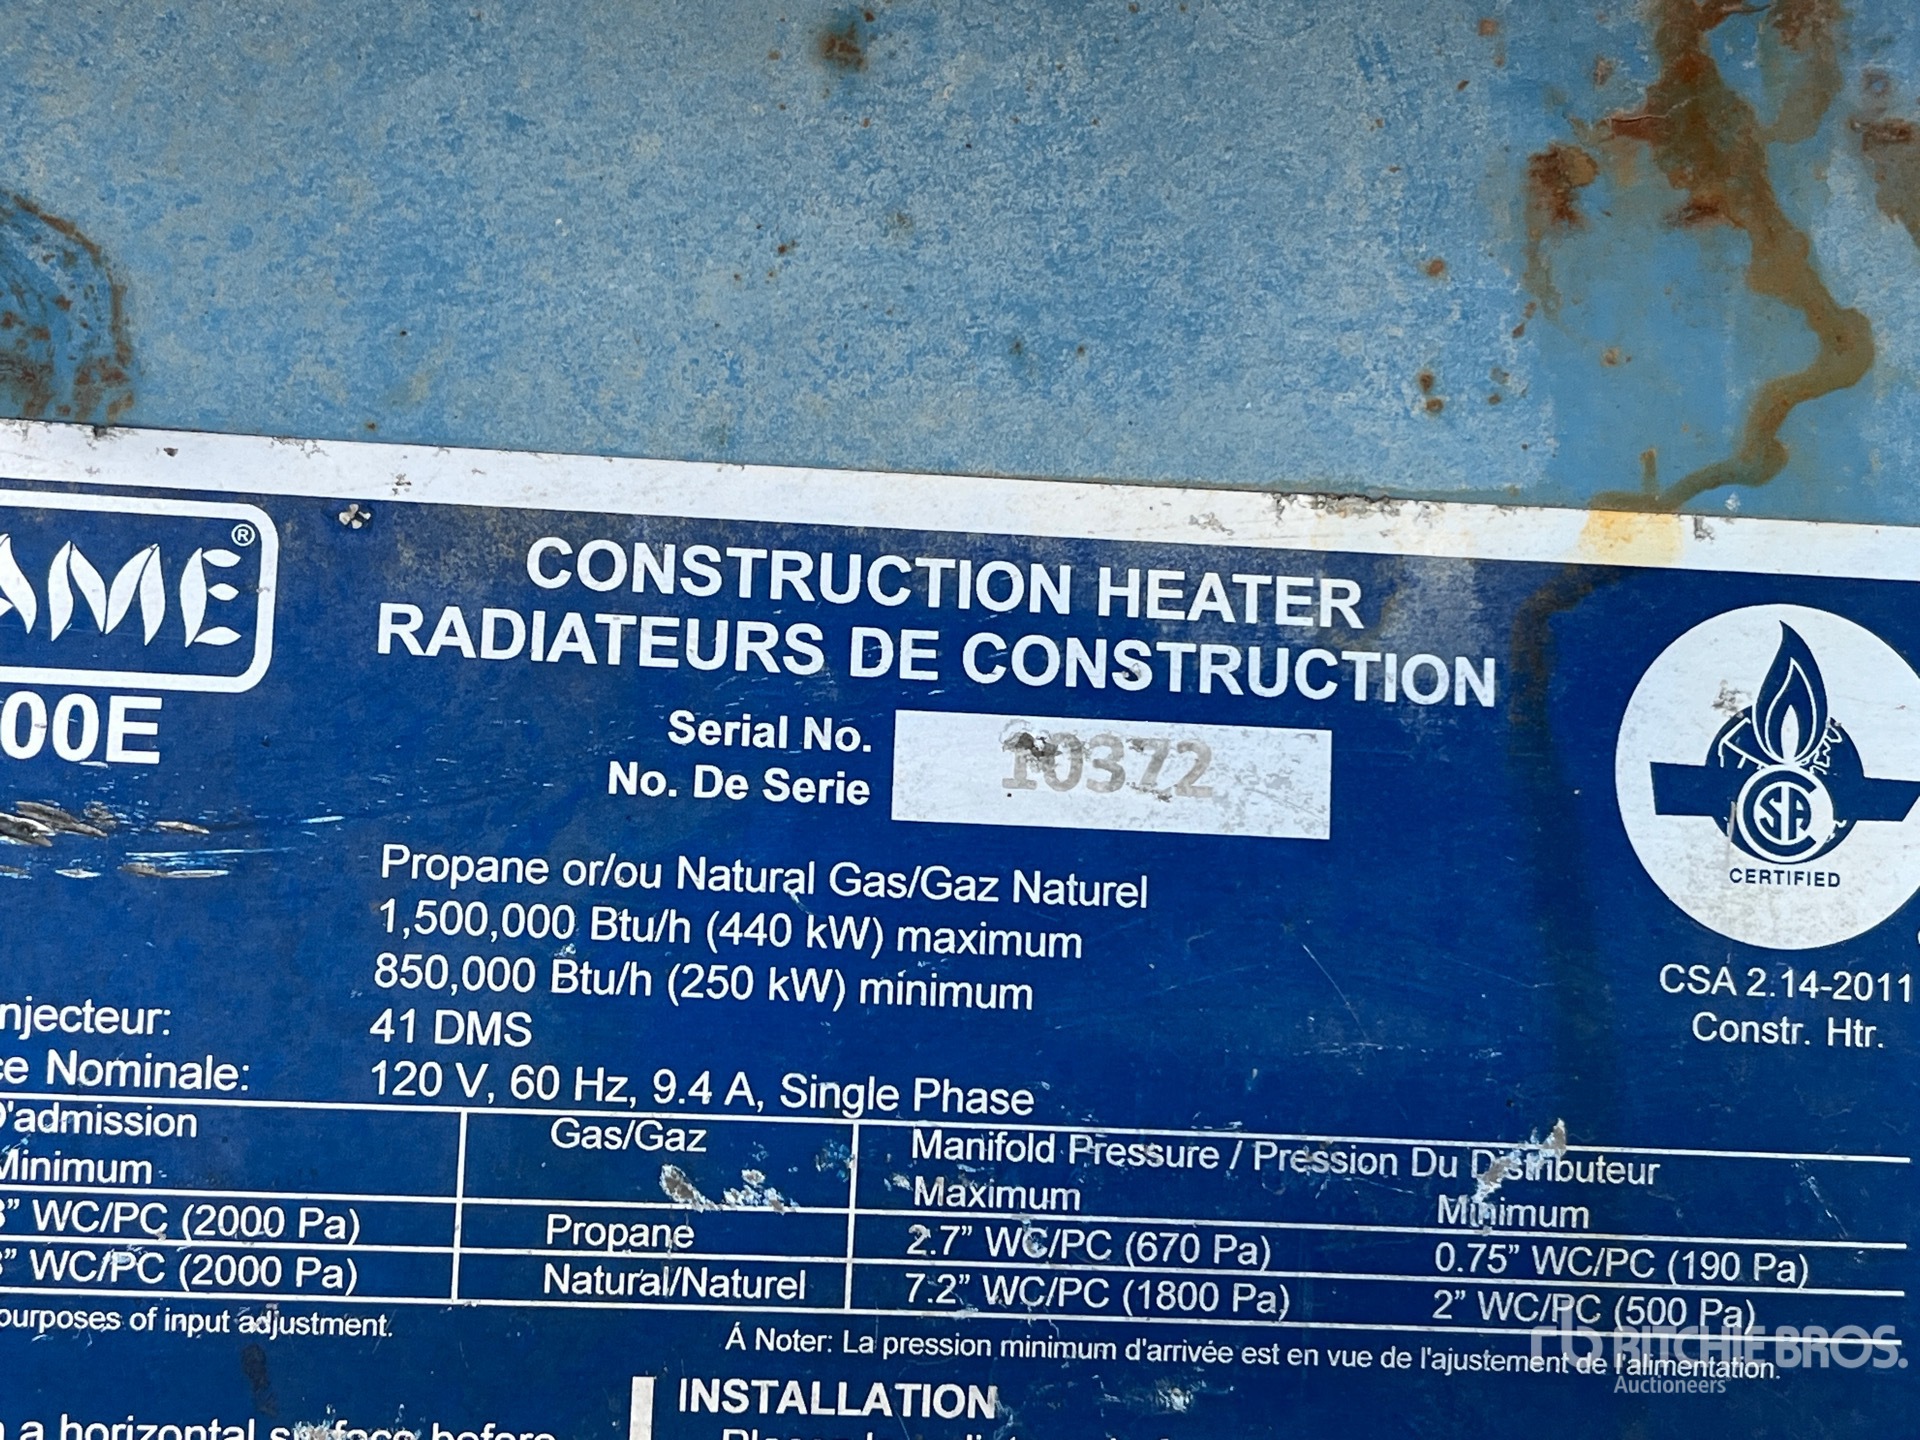 AME®
00E
CONSTRUCTION HEATER
RADIATEURS DE CONSTRUCTION
Serial No.
No. De Serie
10372
Propane or/ou Natural Gas/Gaz Naturel
1,500,000 Btu/h (440 kW) maximum
850,000 Btu/h (250 kW) minimum
njecteur: 41 DMS
ce Nominale: 120 V, 60 Hz, 9.4 A, Single Phase
CSA
CERTIFIED
CSA 2.14-2011
Constr. Htr.
D'admission Gas/Gaz Manifold Pressure / Pression Du Distributeur
Minimum Maximum Minimum
" WC/PC (2000 Pa) Propane 2.7" WC/PC (670 Pa) 0.75" WC/PC (190 Pa)
" WC/PC (2000 Pa) Natural/Naturel 7.2" WC/PC (1800 Pa) 2" WC/PC (500 Pa)
purposes of input adjustment.
Á Noter: La pression minimum d'arrivée est en vue de l'ajustement de l'alimentation.
INSTALLATION
a horizontal surface before
rb RITCHIE BROS.
Auctioneers